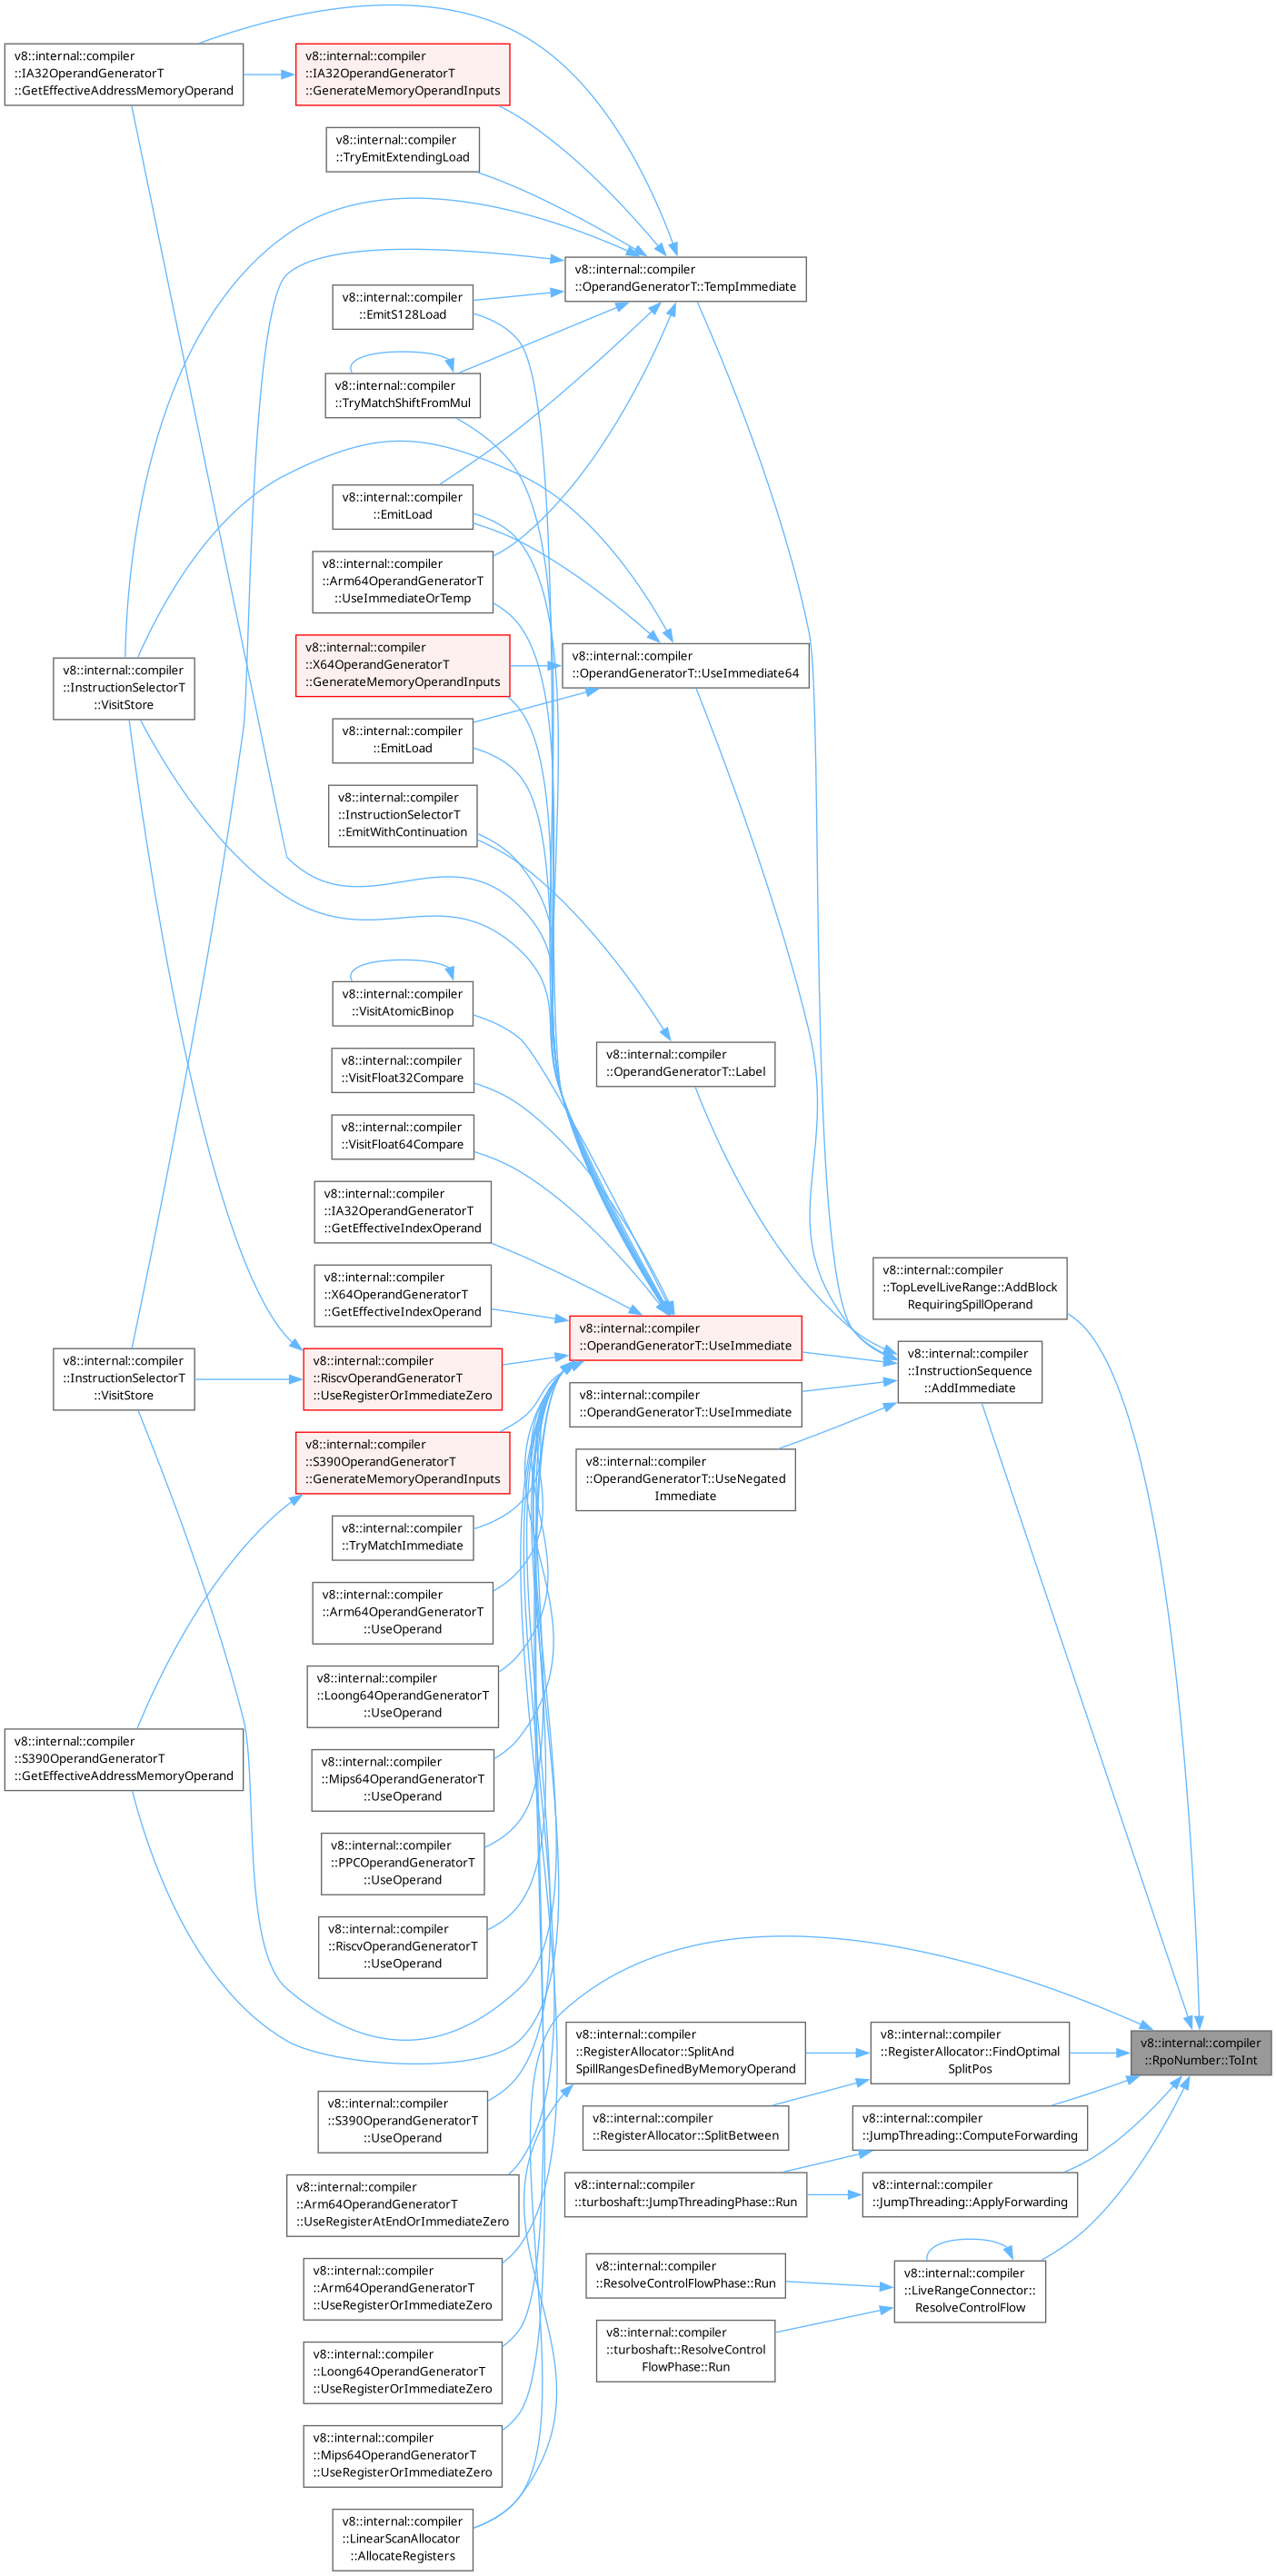 v8::internal::compiler
::IA32OperandGeneratorT
::GetEffectiveAddressMemoryOperand
v8::internal::compiler
::IA32OperandGeneratorT
::GenerateMemoryOperandInputs
v8::internal::compiler
::TryEmitExtendingLoad
v8::internal::compiler
::OperandGeneratorT::TempImmediate
v8::internal::compiler
::EmitS128Load
v8::internal::compiler
::TryMatchShiftFromMul
v8::internal::compiler
::EmitLoad
v8::internal::compiler
::Arm64OperandGeneratorT
::UseImmediateOrTemp
v8::internal::compiler
::X64OperandGeneratorT
::GenerateMemoryOperandInputs
v8::internal::compiler
::OperandGeneratorT::UseImmediate64
v8::internal::compiler
::InstructionSelectorT
::VisitStore
v8::internal::compiler
::EmitLoad
v8::internal::compiler
::InstructionSelectorT
::EmitWithContinuation
v8::internal::compiler
::VisitAtomicBinop
v8::internal::compiler
::OperandGeneratorT::Label
v8::internal::compiler
::VisitFloat32Compare
v8::internal::compiler
::VisitFloat64Compare
v8::internal::compiler
::IA32OperandGeneratorT
::GetEffectiveIndexOperand
v8::internal::compiler
::TopLevelLiveRange::AddBlock
RequiringSpillOperand
v8::internal::compiler
::X64OperandGeneratorT
::GetEffectiveIndexOperand
v8::internal::compiler
::OperandGeneratorT::UseImmediate
v8::internal::compiler
::InstructionSequence
::AddImmediate
v8::internal::compiler
::InstructionSelectorT
::VisitStore
v8::internal::compiler
::RiscvOperandGeneratorT
::UseRegisterOrImmediateZero
v8::internal::compiler
::OperandGeneratorT::UseImmediate
v8::internal::compiler
::S390OperandGeneratorT
::GenerateMemoryOperandInputs
v8::internal::compiler
::OperandGeneratorT::UseNegated
Immediate
v8::internal::compiler
::TryMatchImmediate
v8::internal::compiler
::Arm64OperandGeneratorT
::UseOperand
v8::internal::compiler
::Loong64OperandGeneratorT
::UseOperand
v8::internal::compiler
::S390OperandGeneratorT
::GetEffectiveAddressMemoryOperand
v8::internal::compiler
::Mips64OperandGeneratorT
::UseOperand
v8::internal::compiler
::PPCOperandGeneratorT
::UseOperand
v8::internal::compiler
::RiscvOperandGeneratorT
::UseOperand
v8::internal::compiler
::RegisterAllocator::SplitAnd
SpillRangesDefinedByMemoryOperand
v8::internal::compiler
::RegisterAllocator::FindOptimal
SplitPos
v8::internal::compiler
::RpoNumber::ToInt
v8::internal::compiler
::S390OperandGeneratorT
::UseOperand
v8::internal::compiler
::RegisterAllocator::SplitBetween
v8::internal::compiler
::JumpThreading::ComputeForwarding
v8::internal::compiler
::Arm64OperandGeneratorT
::UseRegisterAtEndOrImmediateZero
v8::internal::compiler
::turboshaft::JumpThreadingPhase::Run
v8::internal::compiler
::JumpThreading::ApplyForwarding
v8::internal::compiler
::Arm64OperandGeneratorT
::UseRegisterOrImmediateZero
v8::internal::compiler
::ResolveControlFlowPhase::Run
v8::internal::compiler
::LiveRangeConnector::
ResolveControlFlow
v8::internal::compiler
::Loong64OperandGeneratorT
::UseRegisterOrImmediateZero
v8::internal::compiler
::turboshaft::ResolveControl
FlowPhase::Run
v8::internal::compiler
::Mips64OperandGeneratorT
::UseRegisterOrImmediateZero
v8::internal::compiler
::LinearScanAllocator
::AllocateRegisters